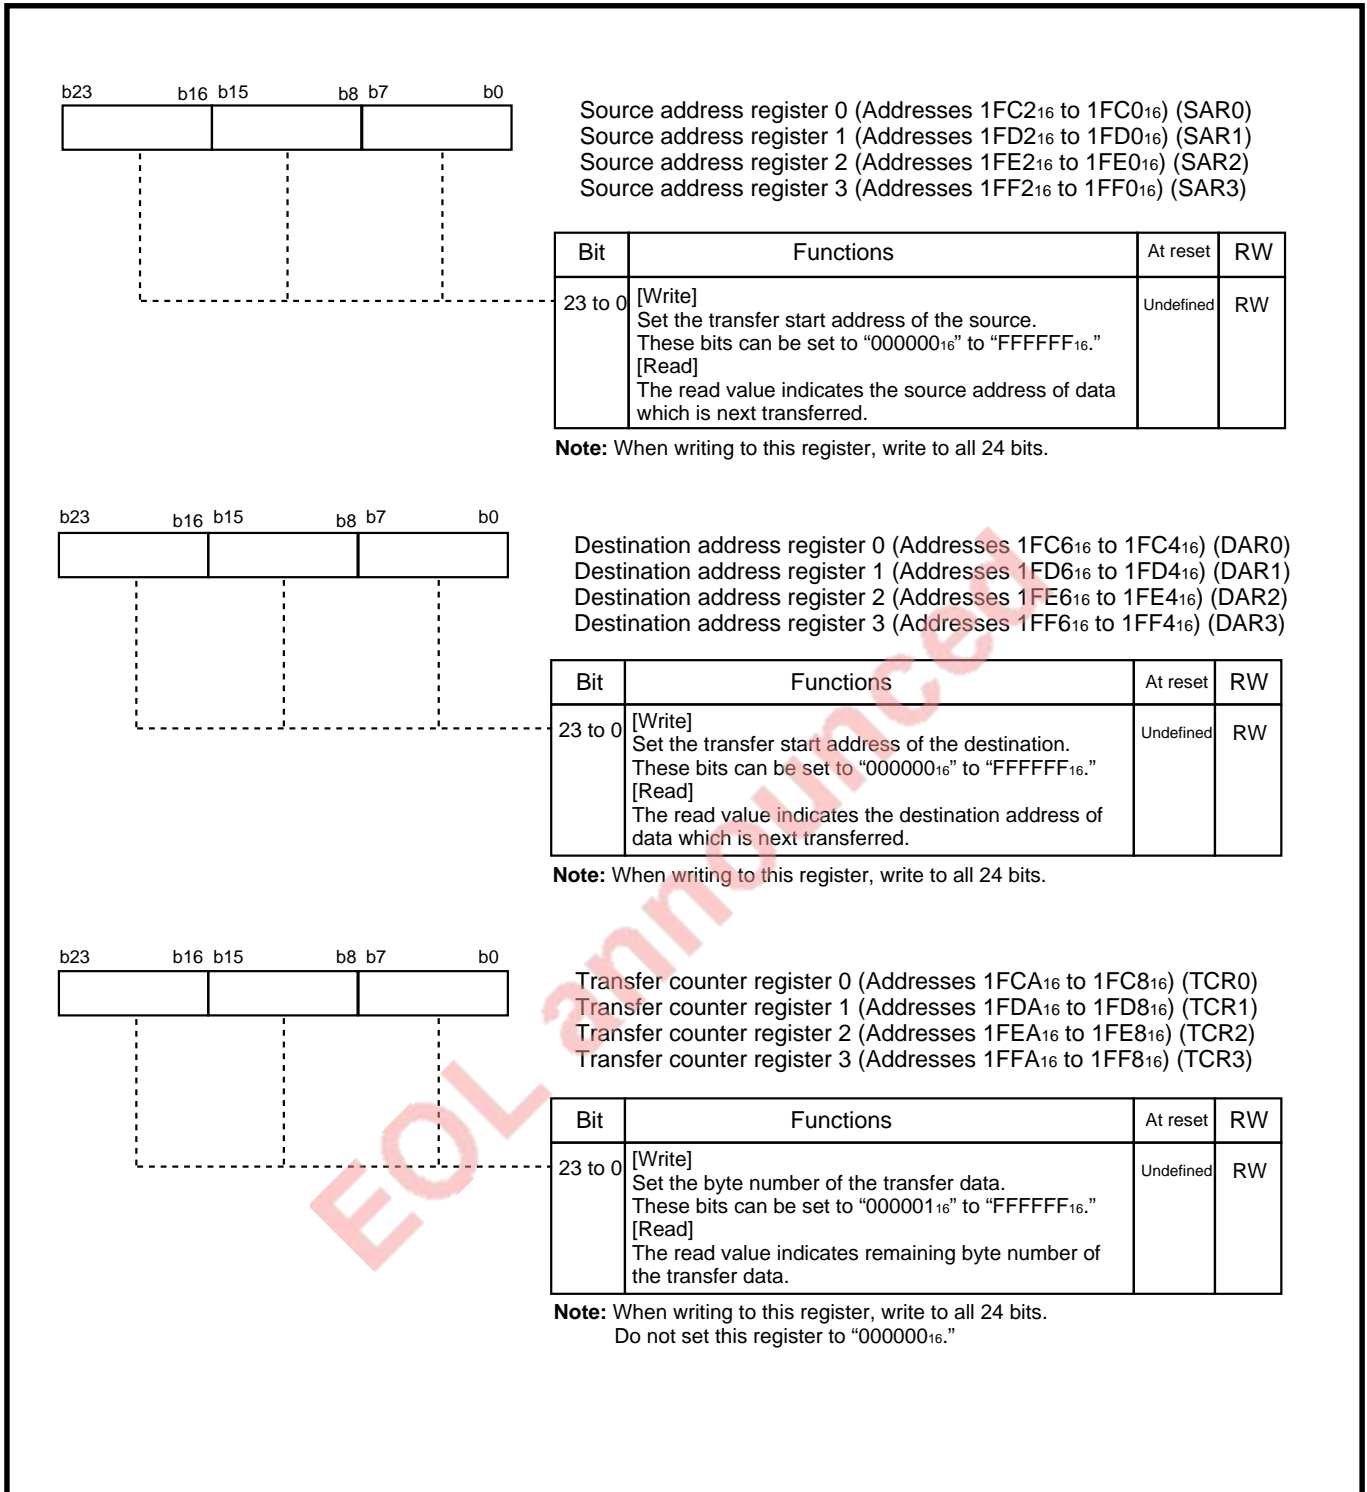 b23 b16 b15 b8 b7 b0
Source address register 0 (Addresses 1FC2₁₆ to 1FC0₁₆) (SAR0)
Source address register 1 (Addresses 1FD2₁₆ to 1FD0₁₆) (SAR1)
Source address register 2 (Addresses 1FE2₁₆ to 1FE0₁₆) (SAR2)
Source address register 3 (Addresses 1FF2₁₆ to 1FF0₁₆) (SAR3)
Bit Functions At reset RW
23 to 0 [Write] Undefined RW
Set the transfer start address of the source.
These bits can be set to “000000₁₆” to “FFFFFF₁₆.”
[Read]
The read value indicates the source address of data
which is next transferred.
Note: When writing to this register, write to all 24 bits.
b23 b16 b15 b8 b7 b0
Destination address register 0 (Addresses 1FC6₁₆ to 1FC4₁₆) (DAR0)
Destination address register 1 (Addresses 1FD6₁₆ to 1FD4₁₆) (DAR1)
Destination address register 2 (Addresses 1FE6₁₆ to 1FE4₁₆) (DAR2)
Destination address register 3 (Addresses 1FF6₁₆ to 1FF4₁₆) (DAR3)
Bit Functions At reset RW
23 to 0 [Write] Undefined RW
Set the transfer start address of the destination.
These bits can be set to “000000₁₆” to “FFFFFF₁₆.”
[Read]
The read value indicates the destination address of
data which is next transferred.
Note: When writing to this register, write to all 24 bits.
b23 b16 b15 b8 b7 b0
Transfer counter register 0 (Addresses 1FCA₁₆ to 1FC8₁₆) (TCR0)
Transfer counter register 1 (Addresses 1FDA₁₆ to 1FD8₁₆) (TCR1)
Transfer counter register 2 (Addresses 1FEA₁₆ to 1FE8₁₆) (TCR2)
Transfer counter register 3 (Addresses 1FFA₁₆ to 1FF8₁₆) (TCR3)
Bit Functions At reset RW
23 to 0 [Write] Undefined RW
Set the byte number of the transfer data.
These bits can be set to “000001₁₆” to “FFFFFF₁₆.”
[Read]
The read value indicates remaining byte number of
the transfer data.
Note: When writing to this register, write to all 24 bits.
Do not set this register to “000000₁₆.”
EOL announced